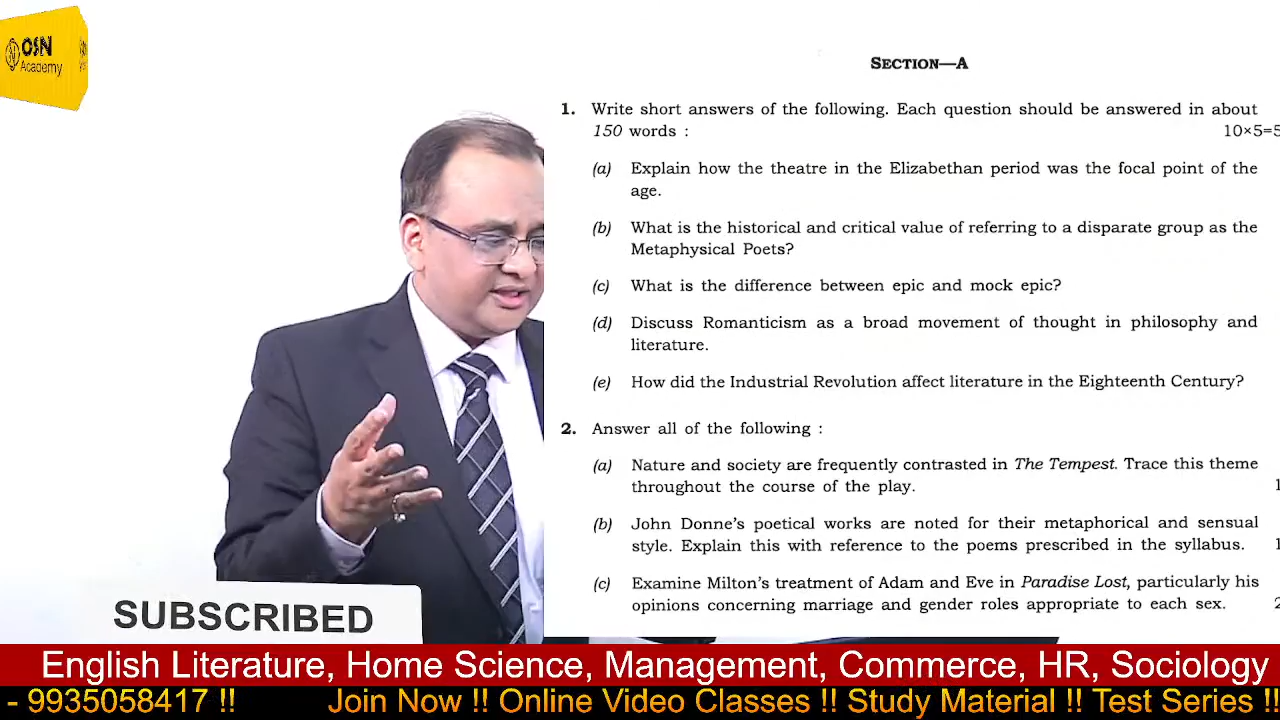 OSN
Academy
SECTION—A
1. Write short answers of the following. Each question should be answered in about
150 words : 10×5=5
(a) Explain how the theatre in the Elizabethan period was the focal point of the
age.
(b) What is the historical and critical value of referring to a disparate group as the
Metaphysical Poets?
(c) What is the difference between epic and mock epic?
(d) Discuss Romanticism as a broad movement of thought in philosophy and
literature.
(e) How did the Industrial Revolution affect literature in the Eighteenth Century?
2. Answer all of the following :
(a) Nature and society are frequently contrasted in The Tempest. Trace this theme
throughout the course of the play. 1
(b) John Donne's poetical works are noted for their metaphorical and sensual
style. Explain this with reference to the poems prescribed in the syllabus. 1
(c) Examine Milton's treatment of Adam and Eve in Paradise Lost, particularly his
opinions concerning marriage and gender roles appropriate to each sex. 2
SUBSCRIBED
English Literature, Home Science, Management, Commerce, HR, Sociology
- 9935058417 !! Join Now !! Online Video Classes !! Study Material !! Test Series !!